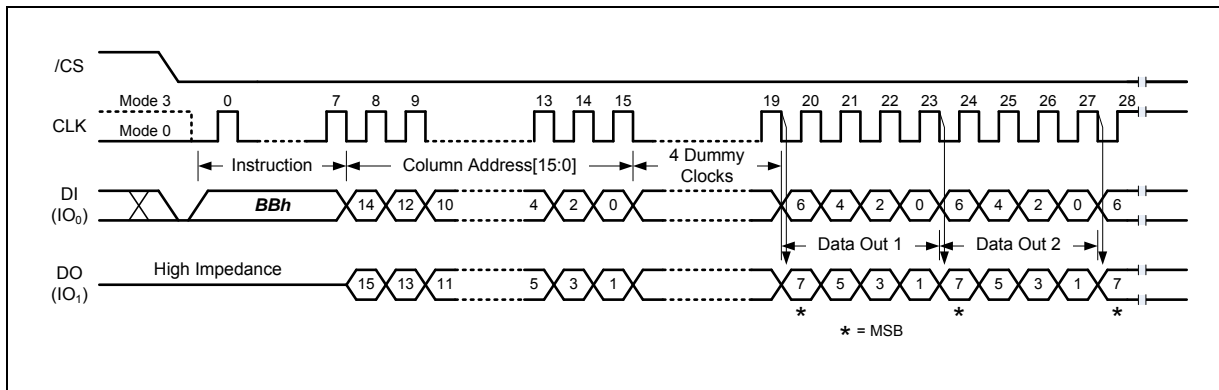 /CS
Mode 3 0 7 8 9 13 14 15 19 20 21 22 23 24 25 26 27 28
CLK
Mode 0
Instruction Column Address[15:0] 4 Dummy Clocks
DI (IO0) BBh 14 12 10 4 2 0 6 4 2 0 6 4 2 0 6
Data Out 1 Data Out 2
High Impedance
DO (IO1) 15 13 11 5 3 1 7 5 3 1 7 5 3 1 7
* * *
* = MSB